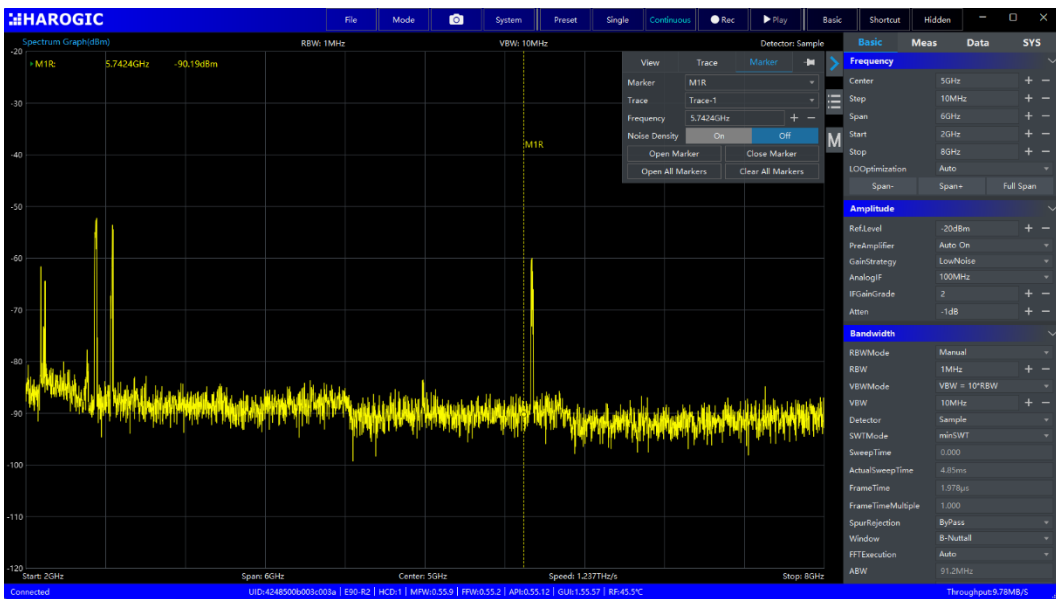 HAROGIC
File Mode System Preset Single Continuous Rec Play Basic Shortcut Hidden
Spectrum Graph(dBm) RBW: 1MHz VBW: 10MHz Detector: Sample
M1R: 5.7424GHz -90.19dBm
-20
-30
-40
-50
-60
-70
-80
-90
-100
-110
-120
M1R
Start: 2GHz Span: 6GHz Center: 5GHz Speed: 1.237THz/s Stop: 8GHz
View Trace Marker
Marker M1R
Trace Trace-1
Frequency 5.7424GHz + −
Noise Density On Off
Open Marker Close Marker
Open All Markers Clear All Markers
M
Basic Meas Data SYS
Frequency
Center 5GHz + −
Step 10MHz + −
Span 6GHz + −
Start 2GHz + −
Stop 8GHz + −
LOOptimization Auto
Span- Span+ Full Span
Amplitude
Ref.Level -20dBm + −
PreAmplifier Auto On
GainStrategy LowNoise
AnalogIF 100MHz
IFGainGrade 2 + −
Atten -1dB + −
Bandwidth
RBWMode Manual
RBW 1MHz + −
VBWMode VBW = 10*RBW
VBW 10MHz + −
Detector Sample
SWTMode minSWT
SweepTime 0.000
ActualSweepTime 4.85ms
FrameTime 1.978μs
FrameTimeMultiple 1.000
SpurRejection ByPass
Window B-Nuttall
FFTExecution Auto
ABW 91.2MHz
Connected UID:4248500b003c003a | E90-R2 | HCD:1 | MFW:0.55.9 | FFW:0.55.2 | API:0.55.12 | GUI:1.55.57 | RF:45.5°C Throughput:9.78MB/S